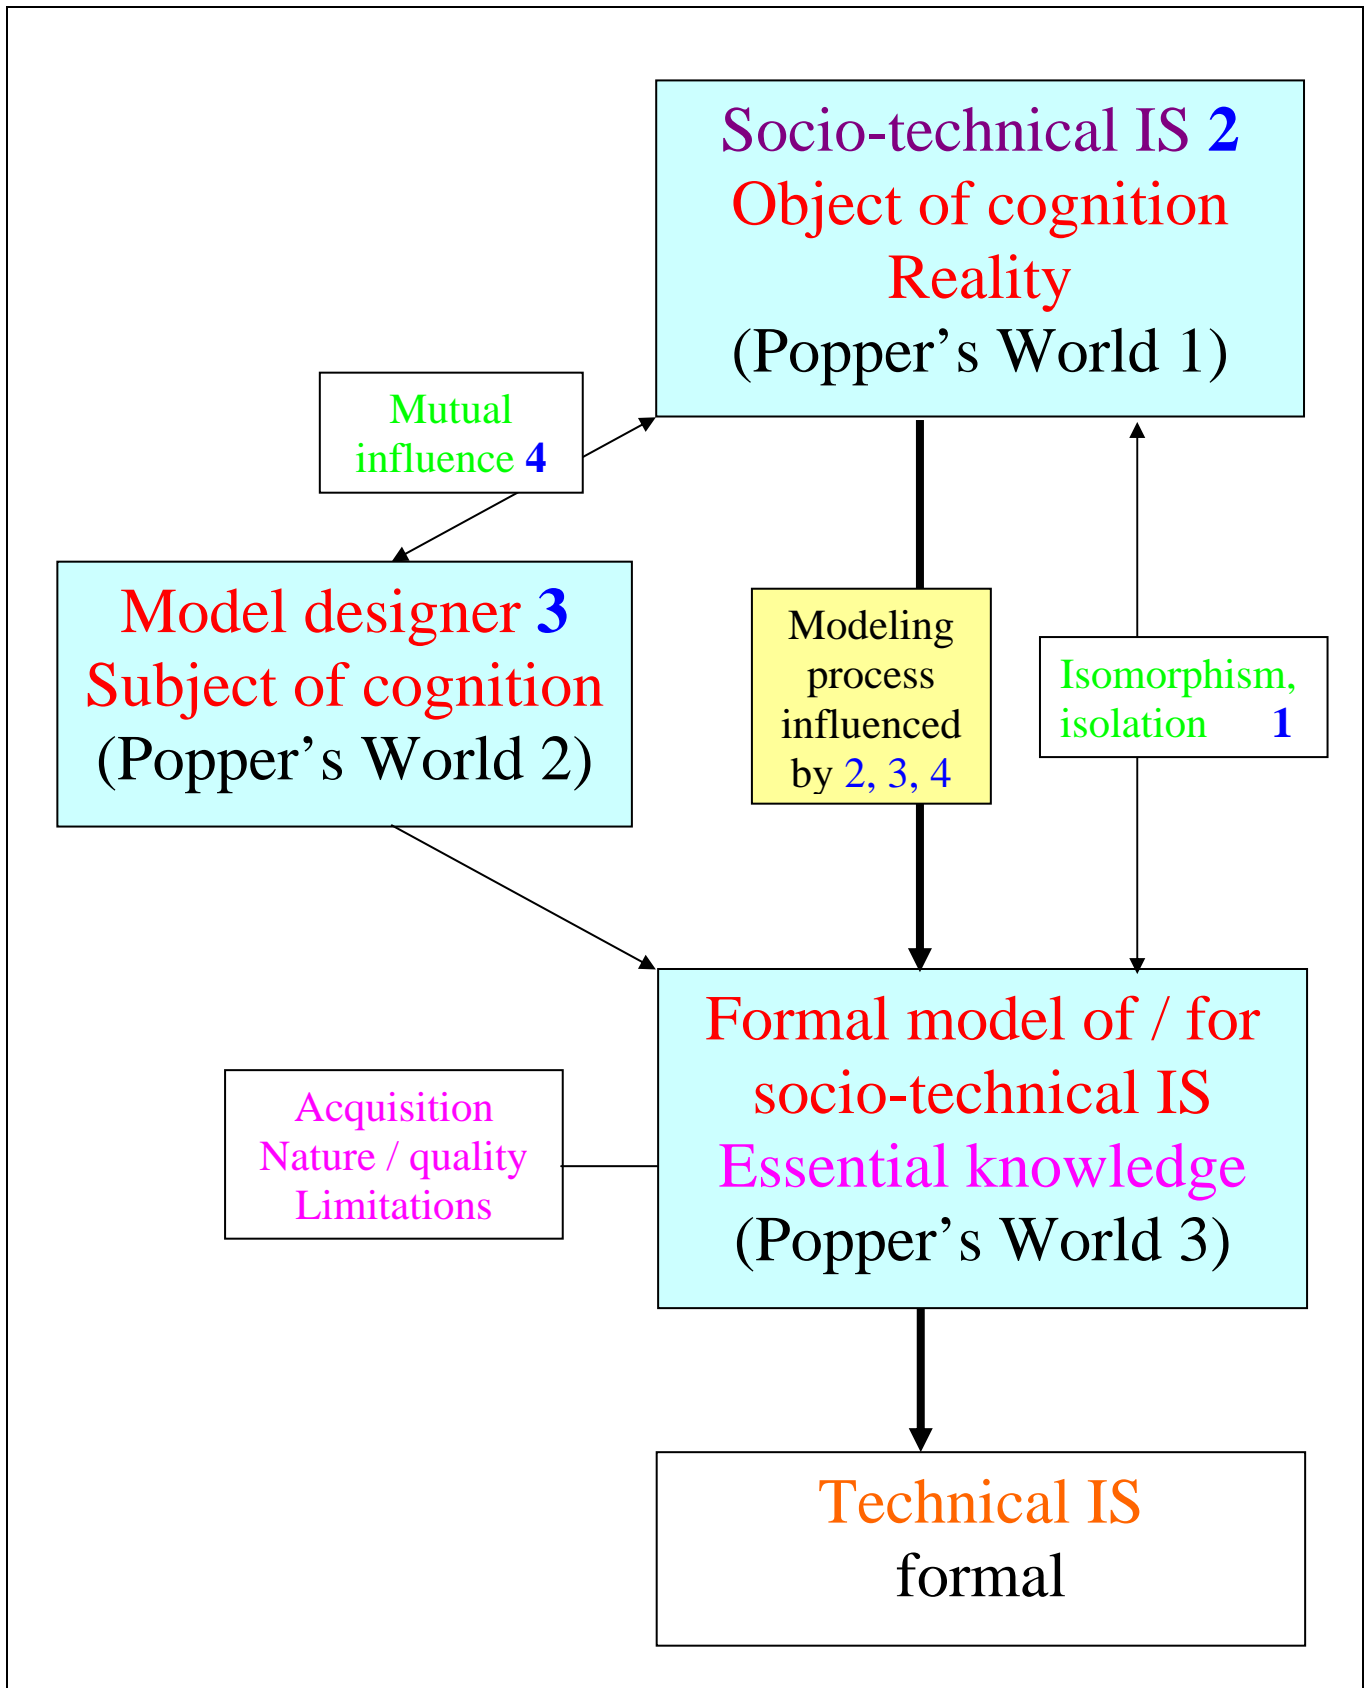 Socio-technical IS 2
Object of cognition
Reality
(Popper’s World 1)
Mutual
influence 4
Model designer 3
Subject of cognition
(Popper’s World 2)
Modeling
process
influenced
by 2, 3, 4
Isomorphism,
isolation 1
Formal model of / for
socio-technical IS
Essential knowledge
(Popper’s World 3)
Acquisition
Nature / quality
Limitations
Technical IS
formal